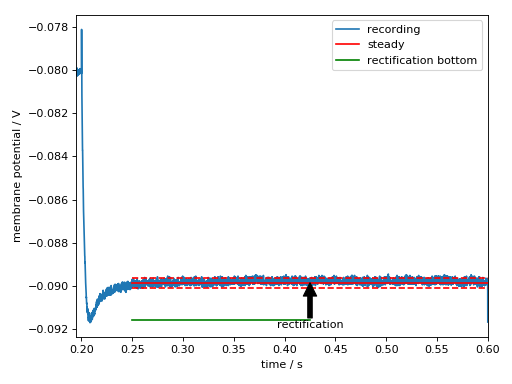 −0.078
−0.080
−0.082
−0.084
−0.086
−0.088
−0.090
−0.092
membrane potential / V
recording
steady
rectification bottom
rectification
0.20
0.25
0.30
0.35
0.40
0.45
0.50
0.55
0.60
time / s